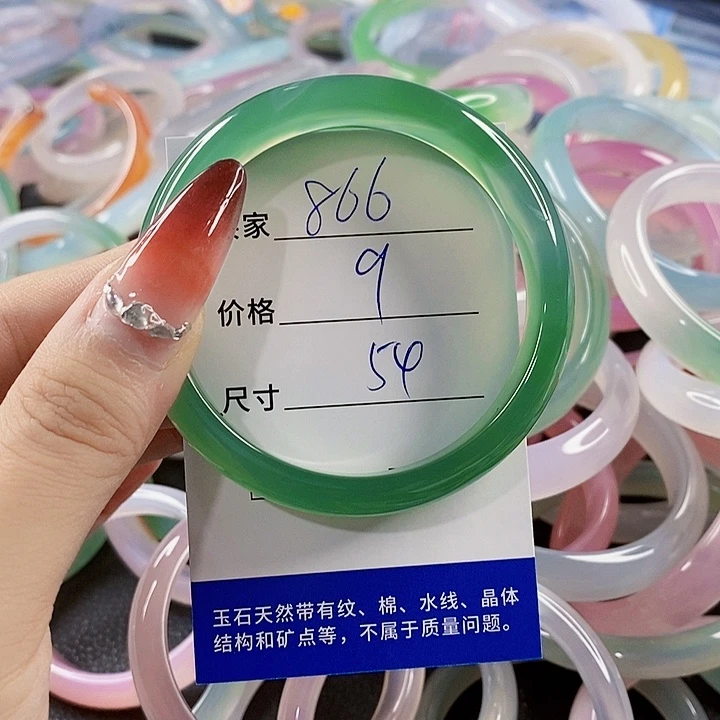 家 866
价格 9
尺寸 54
玉石天然带有纹、棉、水线、晶体
结构和矿点等，不属于质量问题。